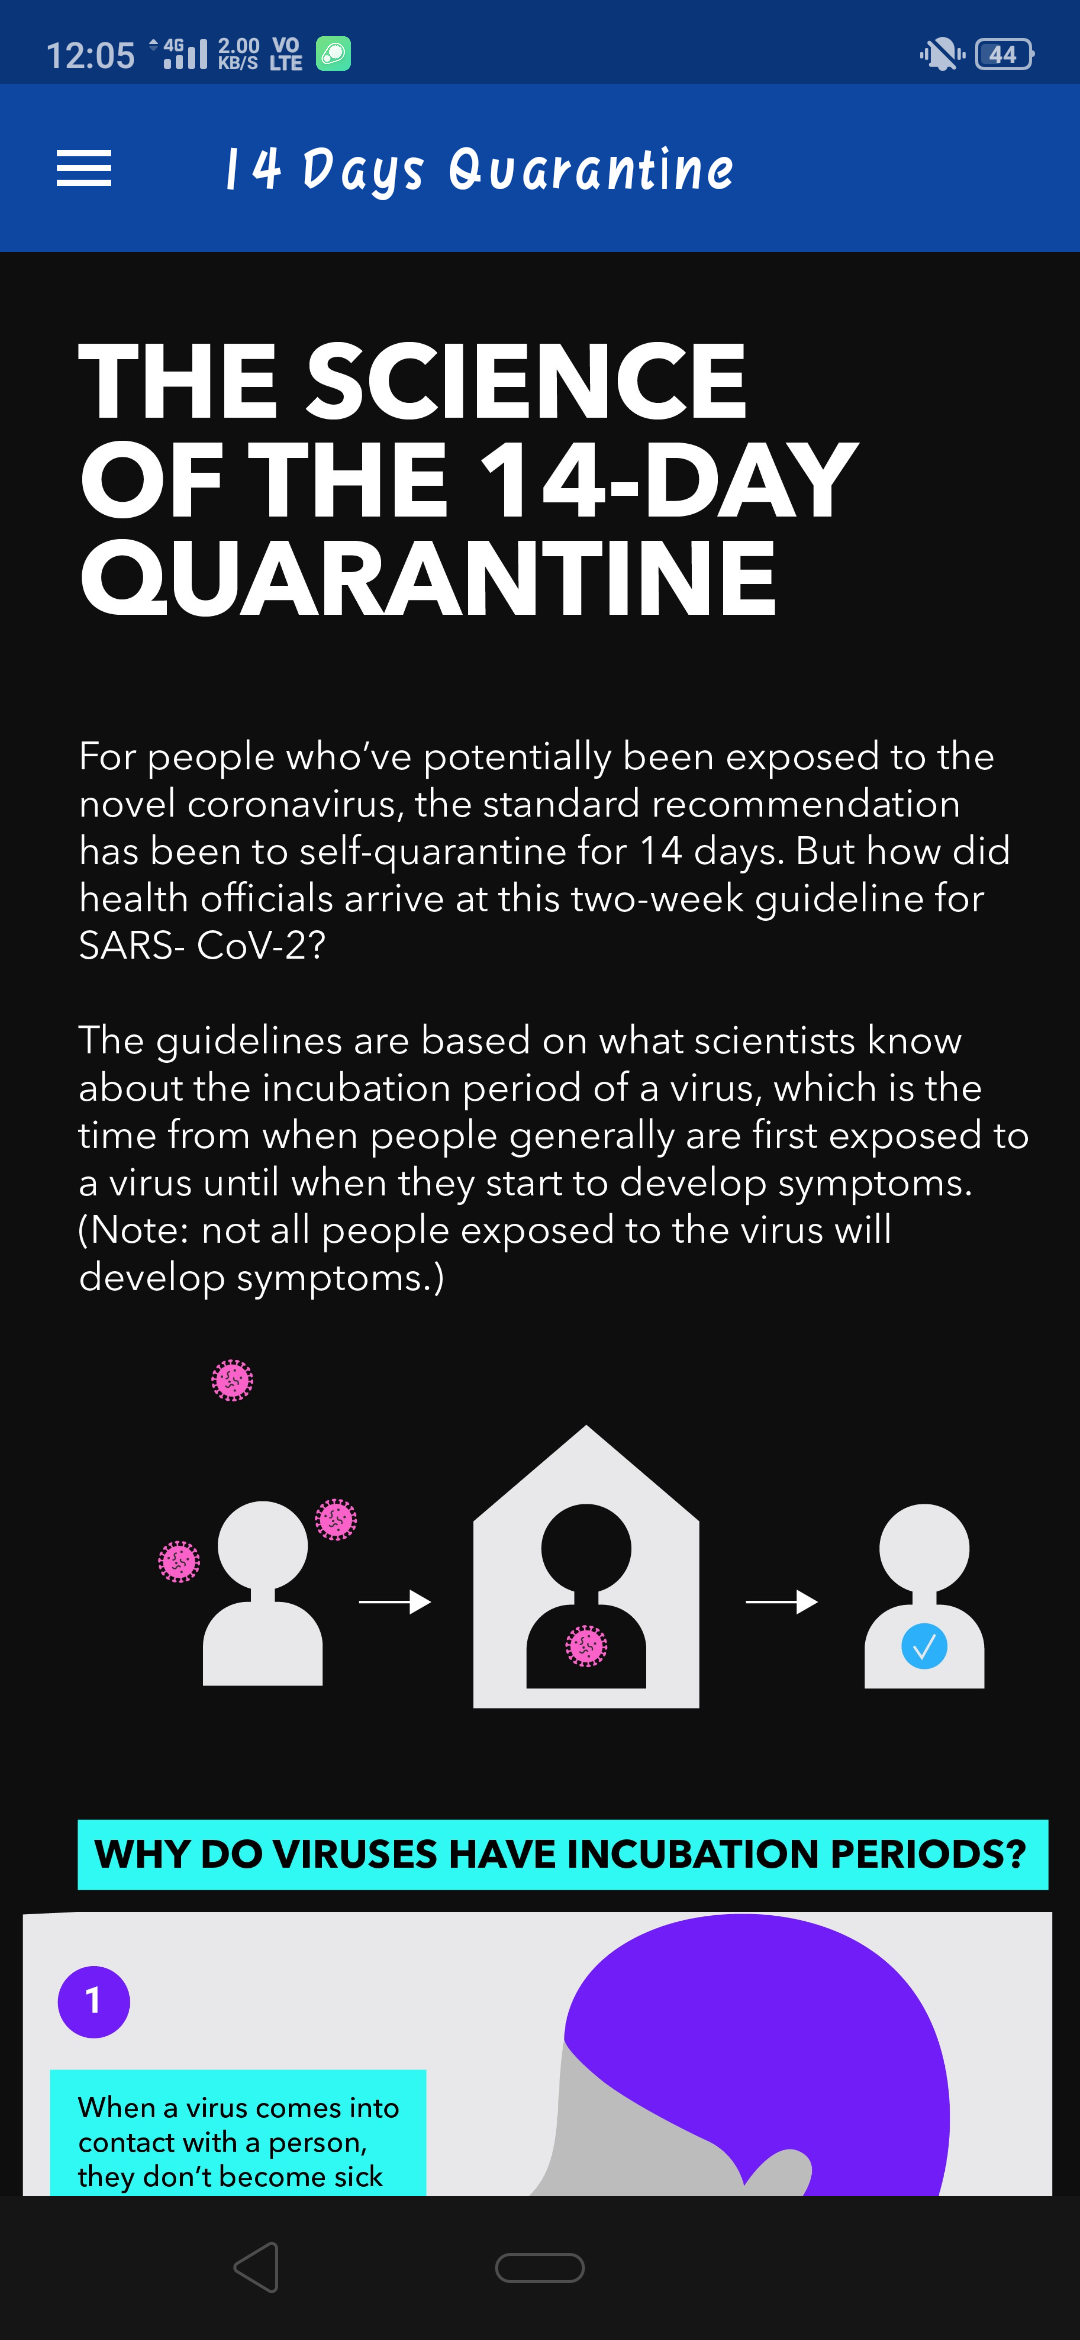 12:05 4G 2.00 KB/S VO LTE 44
14 Days Quarantine
THE SCIENCE
OF THE 14-DAY
QUARANTINE
For people who’ve potentially been exposed to the
novel coronavirus, the standard recommendation
has been to self-quarantine for 14 days. But how did
health officials arrive at this two-week guideline for
SARS- CoV-2?
The guidelines are based on what scientists know
about the incubation period of a virus, which is the
time from when people generally are first exposed to
a virus until when they start to develop symptoms.
(Note: not all people exposed to the virus will
develop symptoms.)
WHY DO VIRUSES HAVE INCUBATION PERIODS?
1
When a virus comes into
contact with a person,
they don’t become sick